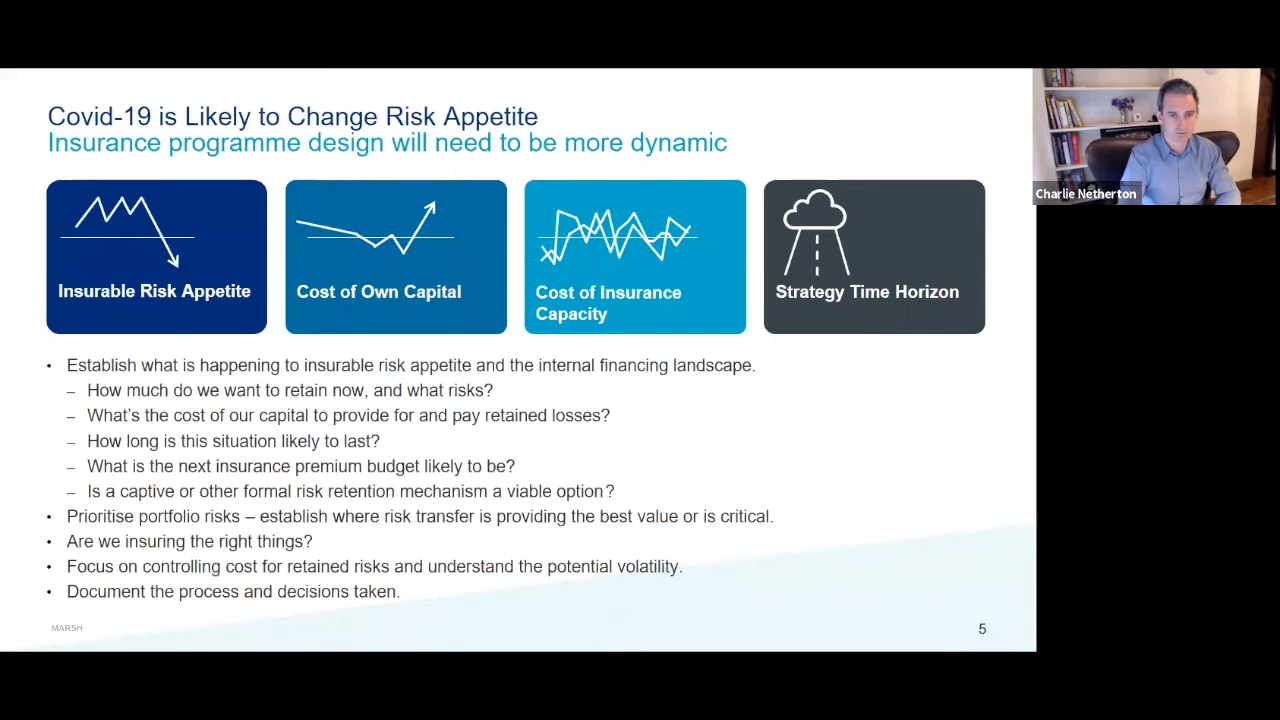 Covid-19 is Likely to Change Risk Appetite
Insurance programme design will need to be more dynamic
Charlie Netherton
Insurable Risk Appetite
Cost of Own Capital
Cost of Insurance
Capacity
Strategy Time Horizon
• Establish what is happening to insurable risk appetite and the internal financing landscape.
– How much do we want to retain now, and what risks?
– What's the cost of our capital to provide for and pay retained losses?
– How long is this situation likely to last?
– What is the next insurance premium budget likely to be?
– Is a captive or other formal risk retention mechanism a viable option?
• Prioritise portfolio risks – establish where risk transfer is providing the best value or is critical.
• Are we insuring the right things?
• Focus on controlling cost for retained risks and understand the potential volatility.
• Document the process and decisions taken.
MARSH
5